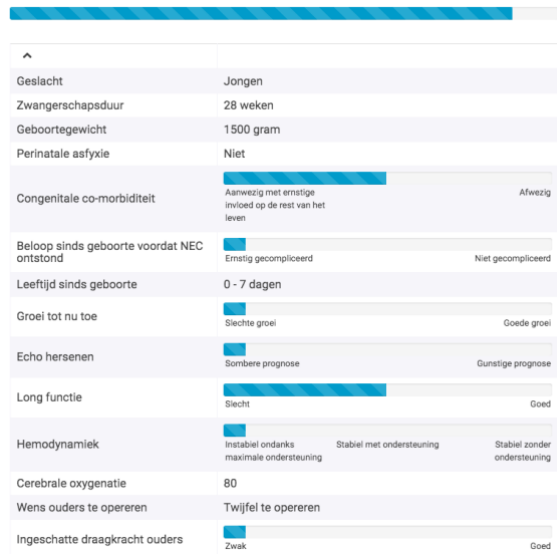 Geslacht Jongen
Zwangerschapsduur 28 weken
Geboortegewicht 1500 gram
Perinatale asfyxie Niet
Congenitale co-morbiditeit
Aanwezig met ernstige Afwezig
invloed op de rest van het
leven
Beloop sinds geboorte voordat NEC
ontstond
Ernstig gecompliceerd Niet gecompliceerd
Leeftijd sinds geboorte 0 - 7 dagen
Groei tot nu toe
Slechte groei Goede groei
Echo hersenen
Sombere prognose Gunstige prognose
Long functie
Slecht Goed
Hemodynamiek
Instabiel ondanks Stabiel met ondersteuning Stabiel zonder
maximale ondersteuning ondersteuning
Cerebrale oxygenatie 80
Wens ouders te opereren Twijfel te opereren
Ingeschatte draagkracht ouders
Zwak Goed